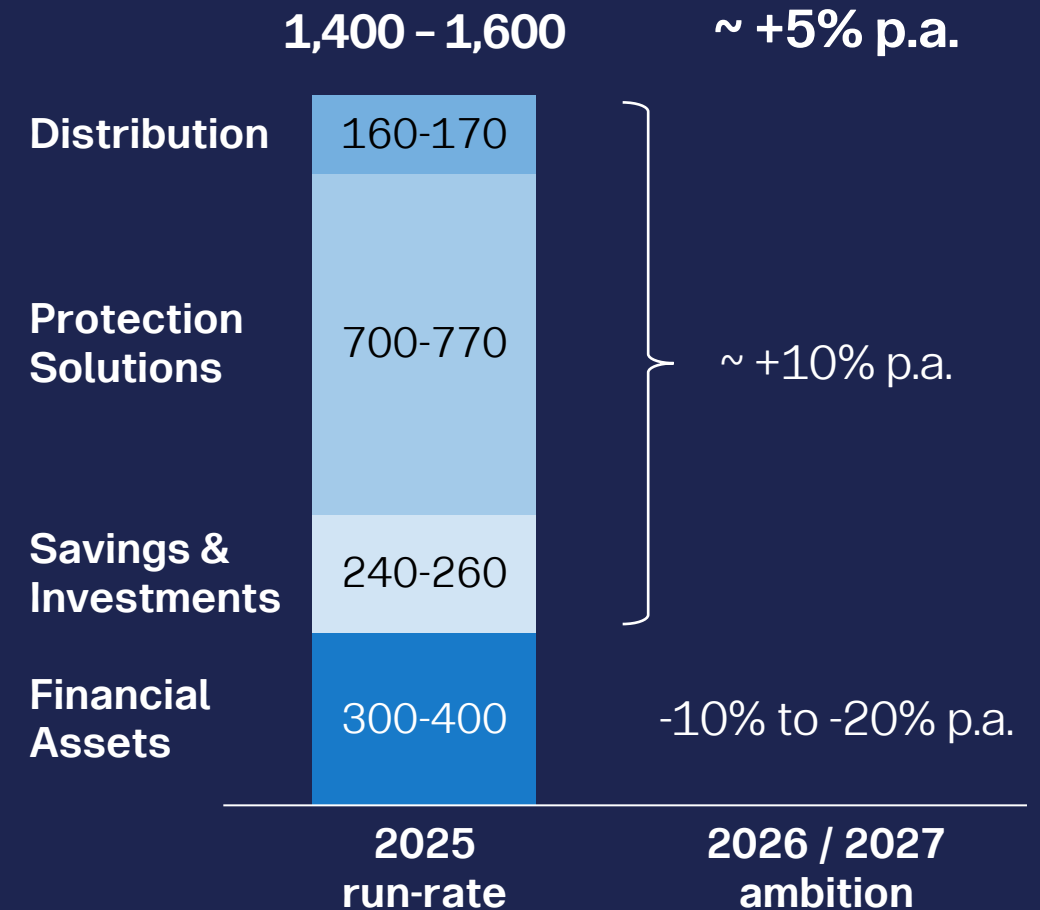 1,400 – 1,600
~ +5% p.a.
Distribution
160-170
Protection
Solutions
700-770
~ +10% p.a.
Savings &
Investments
240-260
Financial
Assets
300-400
-10% to -20% p.a.
2025
run-rate
2026 / 2027
ambition